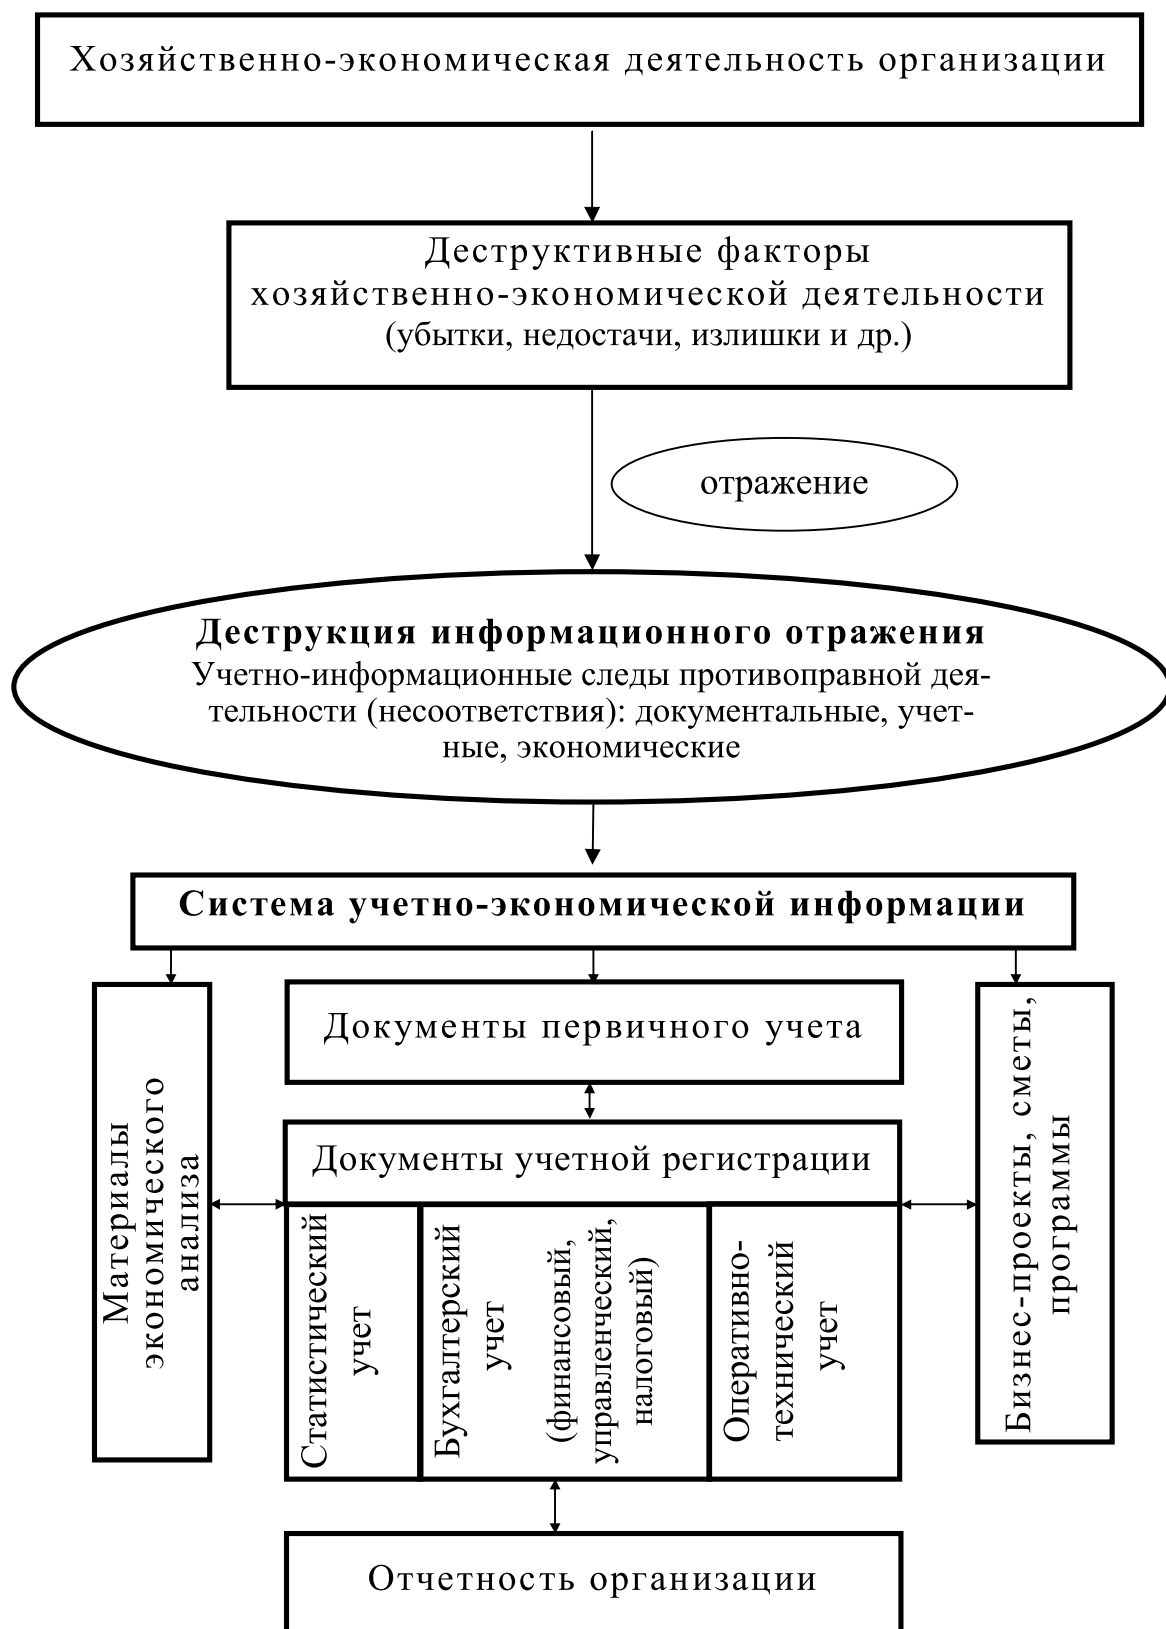 Хозяйственно-экономическая деятельность организации
Деструктивные факторы
хозяйственно-экономической деятельности
(убытки, недостачи, излишки и др.)
отражение
Деструкция информационного отражения
Учетно-информационные следы противоправной дея-
тельности (несоответствия): документальные, учет-
ные, экономические
Система учетно-экономической информации
Материалы
экономического
анализа
Документы первичного учета
Документы учетной регистрации
Статистический
учет
Бухгалтерский
учет
(финансовый,
управленческий,
налоговый)
Оперативно-
технический
учет
Бизнес-проекты, сметы,
программы
Отчетность организации